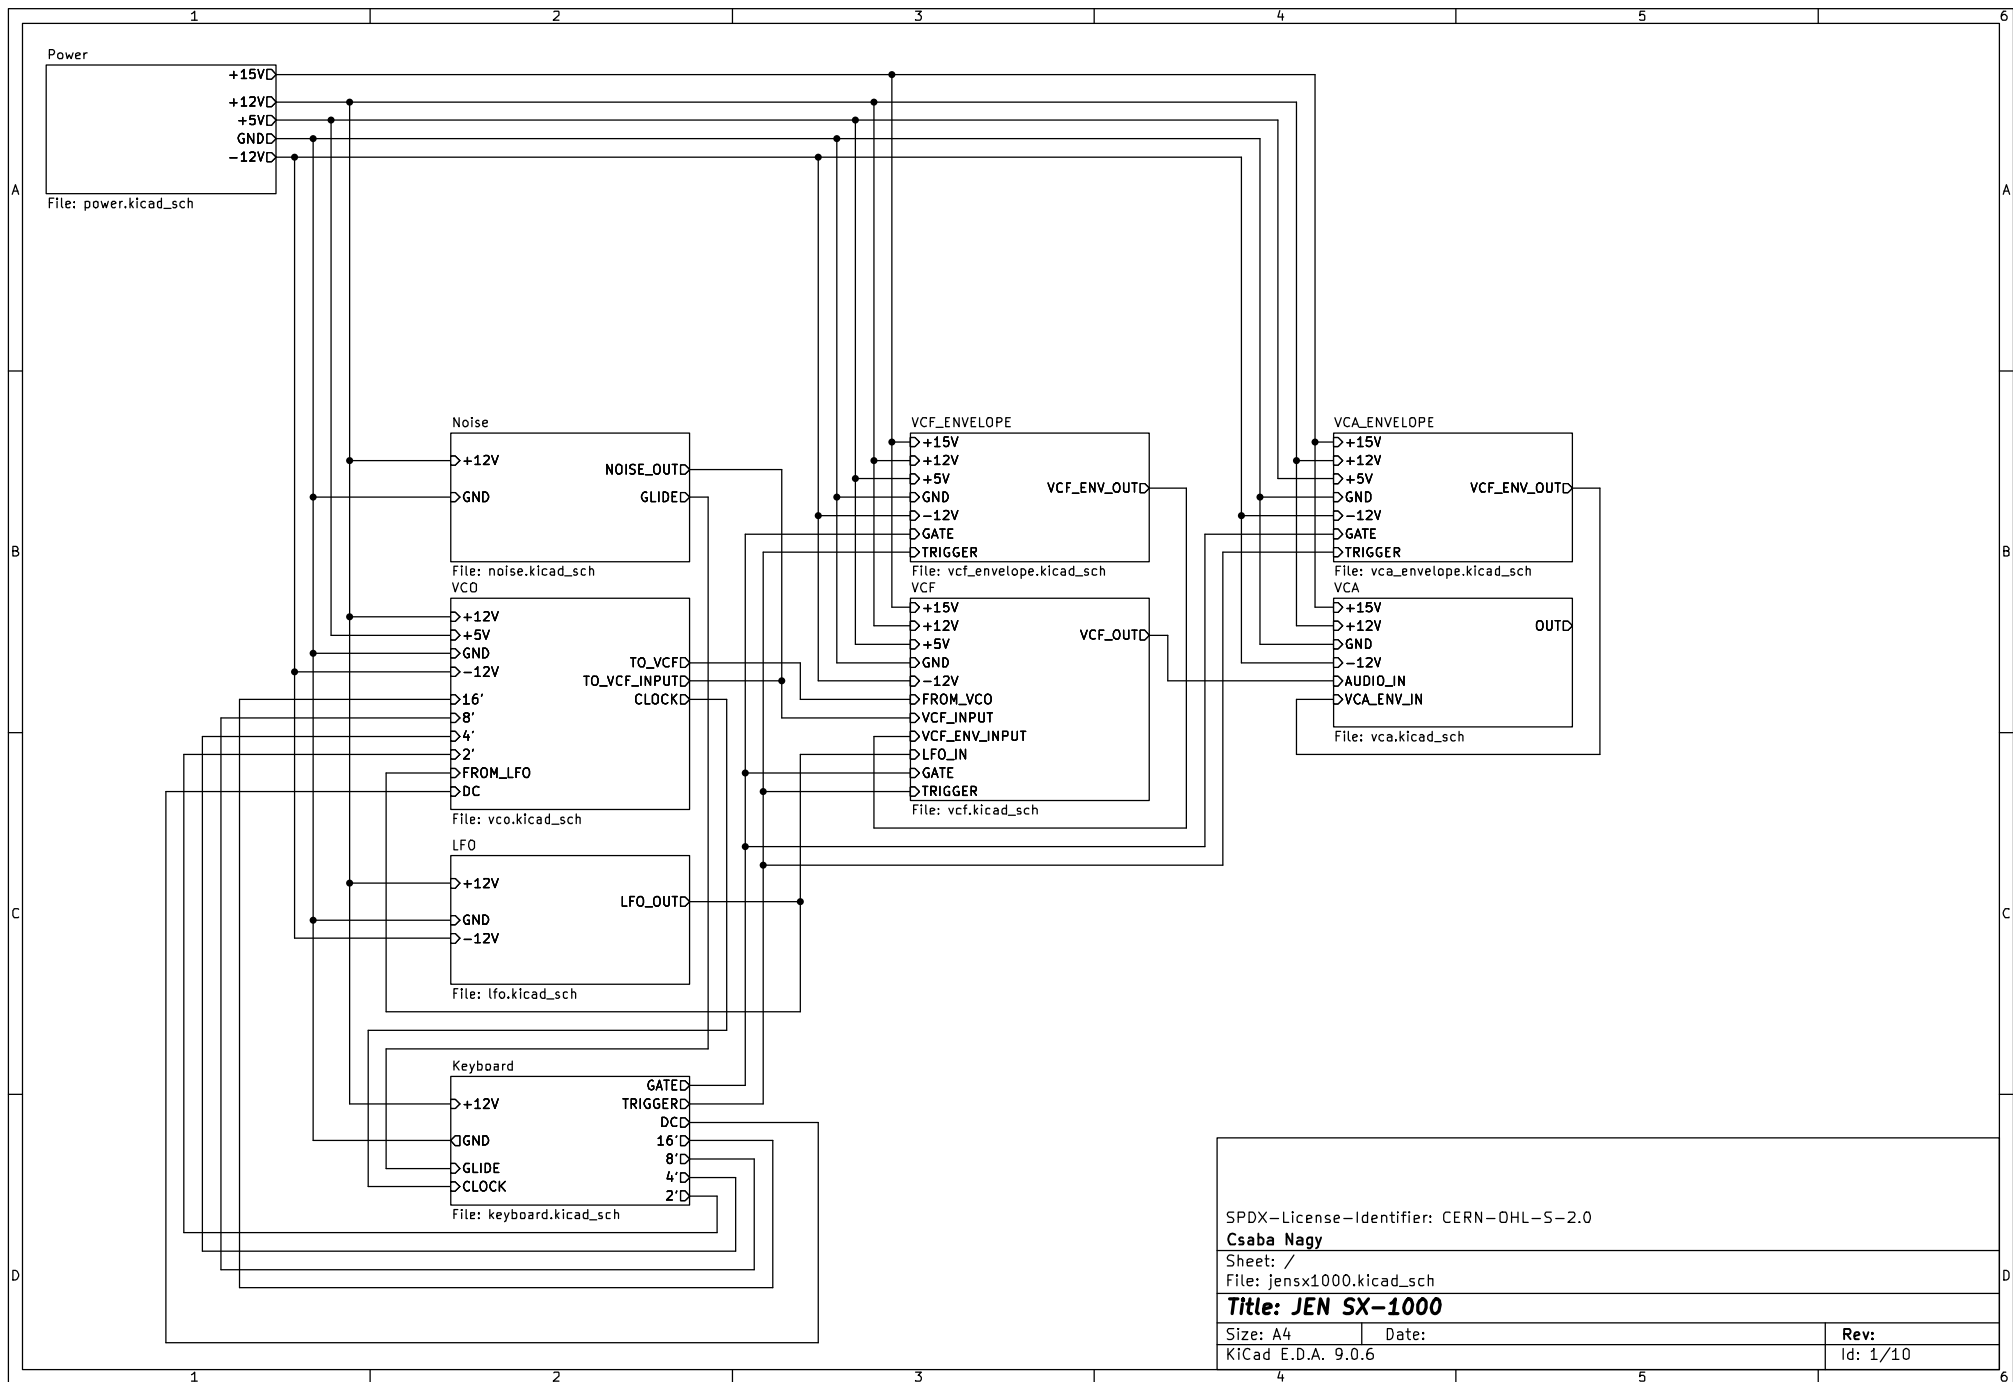 1 2 3 4 5 6
Power
+15V
+12V
+5V
GND
-12V
File: power.kicad_sch
A A
Noise
+12V
GND
NOISE_OUT
GLIDE
File: noise.kicad_sch
VCF_ENVELOPE
+15V
+12V
+5V
GND
-12V
GATE
TRIGGER
VCF_ENV_OUT
File: vcf_envelope.kicad_sch
VCA_ENVELOPE
+15V
+12V
+5V
GND
-12V
GATE
TRIGGER
VCF_ENV_OUT
File: vca_envelope.kicad_sch
B B
VCO
+12V
+5V
GND
-12V
16'
8'
4'
2'
FROM_LFO
DC
TO_VCF
TO_VCF_INPUT
CLOCK
File: vco.kicad_sch
VCF
+15V
+12V
+5V
GND
-12V
FROM_VCO
VCF_INPUT
VCF_ENV_INPUT
LFO_IN
GATE
TRIGGER
VCF_OUT
File: vcf.kicad_sch
VCA
+15V
+12V
GND
-12V
AUDIO_IN
VCA_ENV_IN
OUT
File: vca.kicad_sch
LFO
+12V
GND
-12V
LFO_OUT
File: lfo.kicad_sch
C C
Keyboard
+12V
GND
GLIDE
CLOCK
GATE
TRIGGER
DC
16'
8'
4'
2'
File: keyboard.kicad_sch
D D
SPDX-License-Identifier: CERN-OHL-S-2.0
Csaba Nagy
Sheet: /
File: jensx1000.kicad_sch
Title: JEN SX-1000
Size: A4 Date: Rev:
KiCad E.D.A. 9.0.6 Id: 1/10
1 2 3 4 5 6